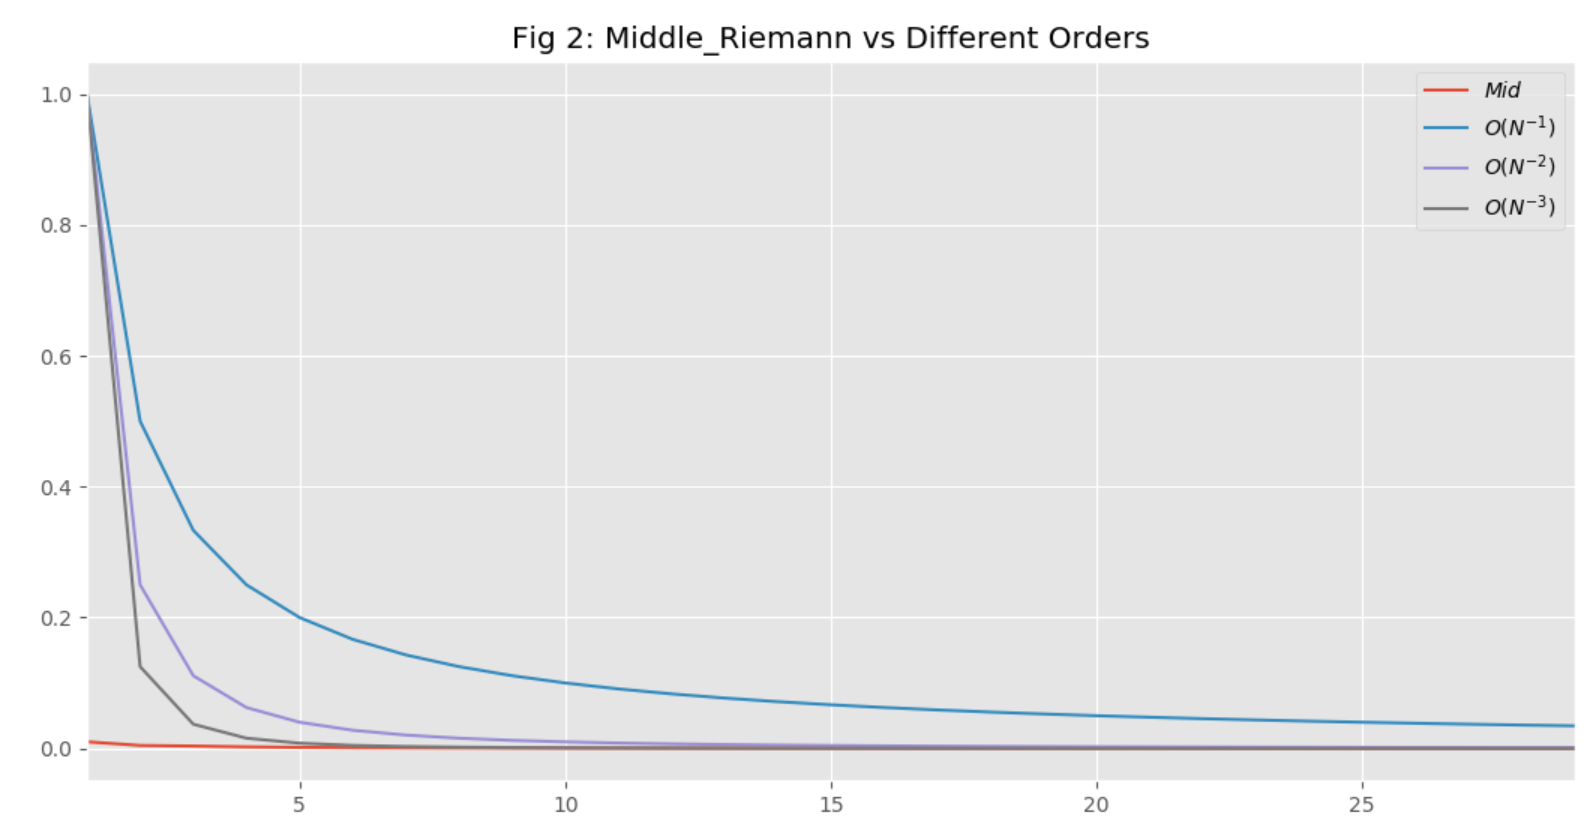 Fig 2: Middle_Riemann vs Different Orders
1.0
0.8
0.6
0.4
0.2
0.0
5 10 15 20 25
Mid
O(N⁻¹)
O(N⁻²)
O(N⁻³)